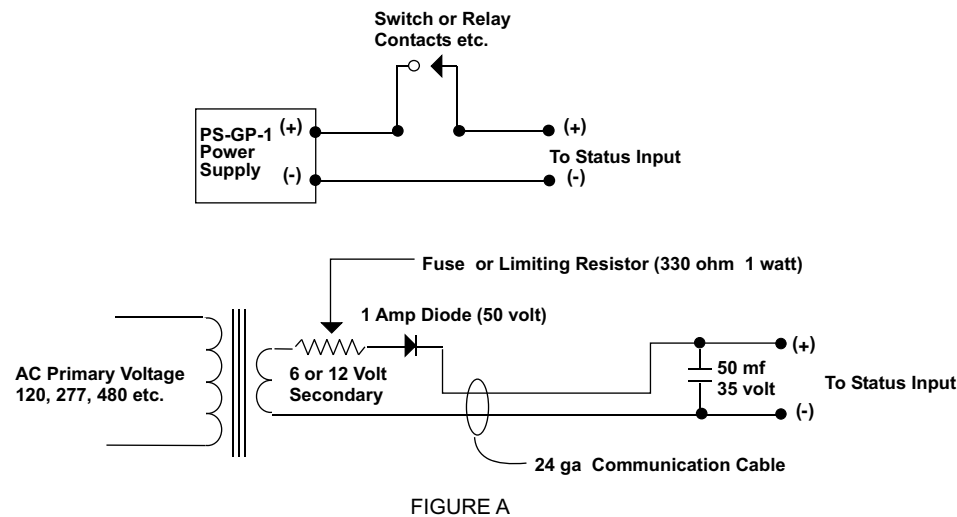 Switch or Relay
Contacts etc.
PS-GP-1
Power
Supply
(+)
(-)
(+)
To Status Input
(-)
Fuse or Limiting Resistor (330 ohm 1 watt)
1 Amp Diode (50 volt)
AC Primary Voltage
120, 277, 480 etc.
6 or 12 Volt
Secondary
50 mf
35 volt
(+)
To Status Input
(-)
24 ga Communication Cable
FIGURE A